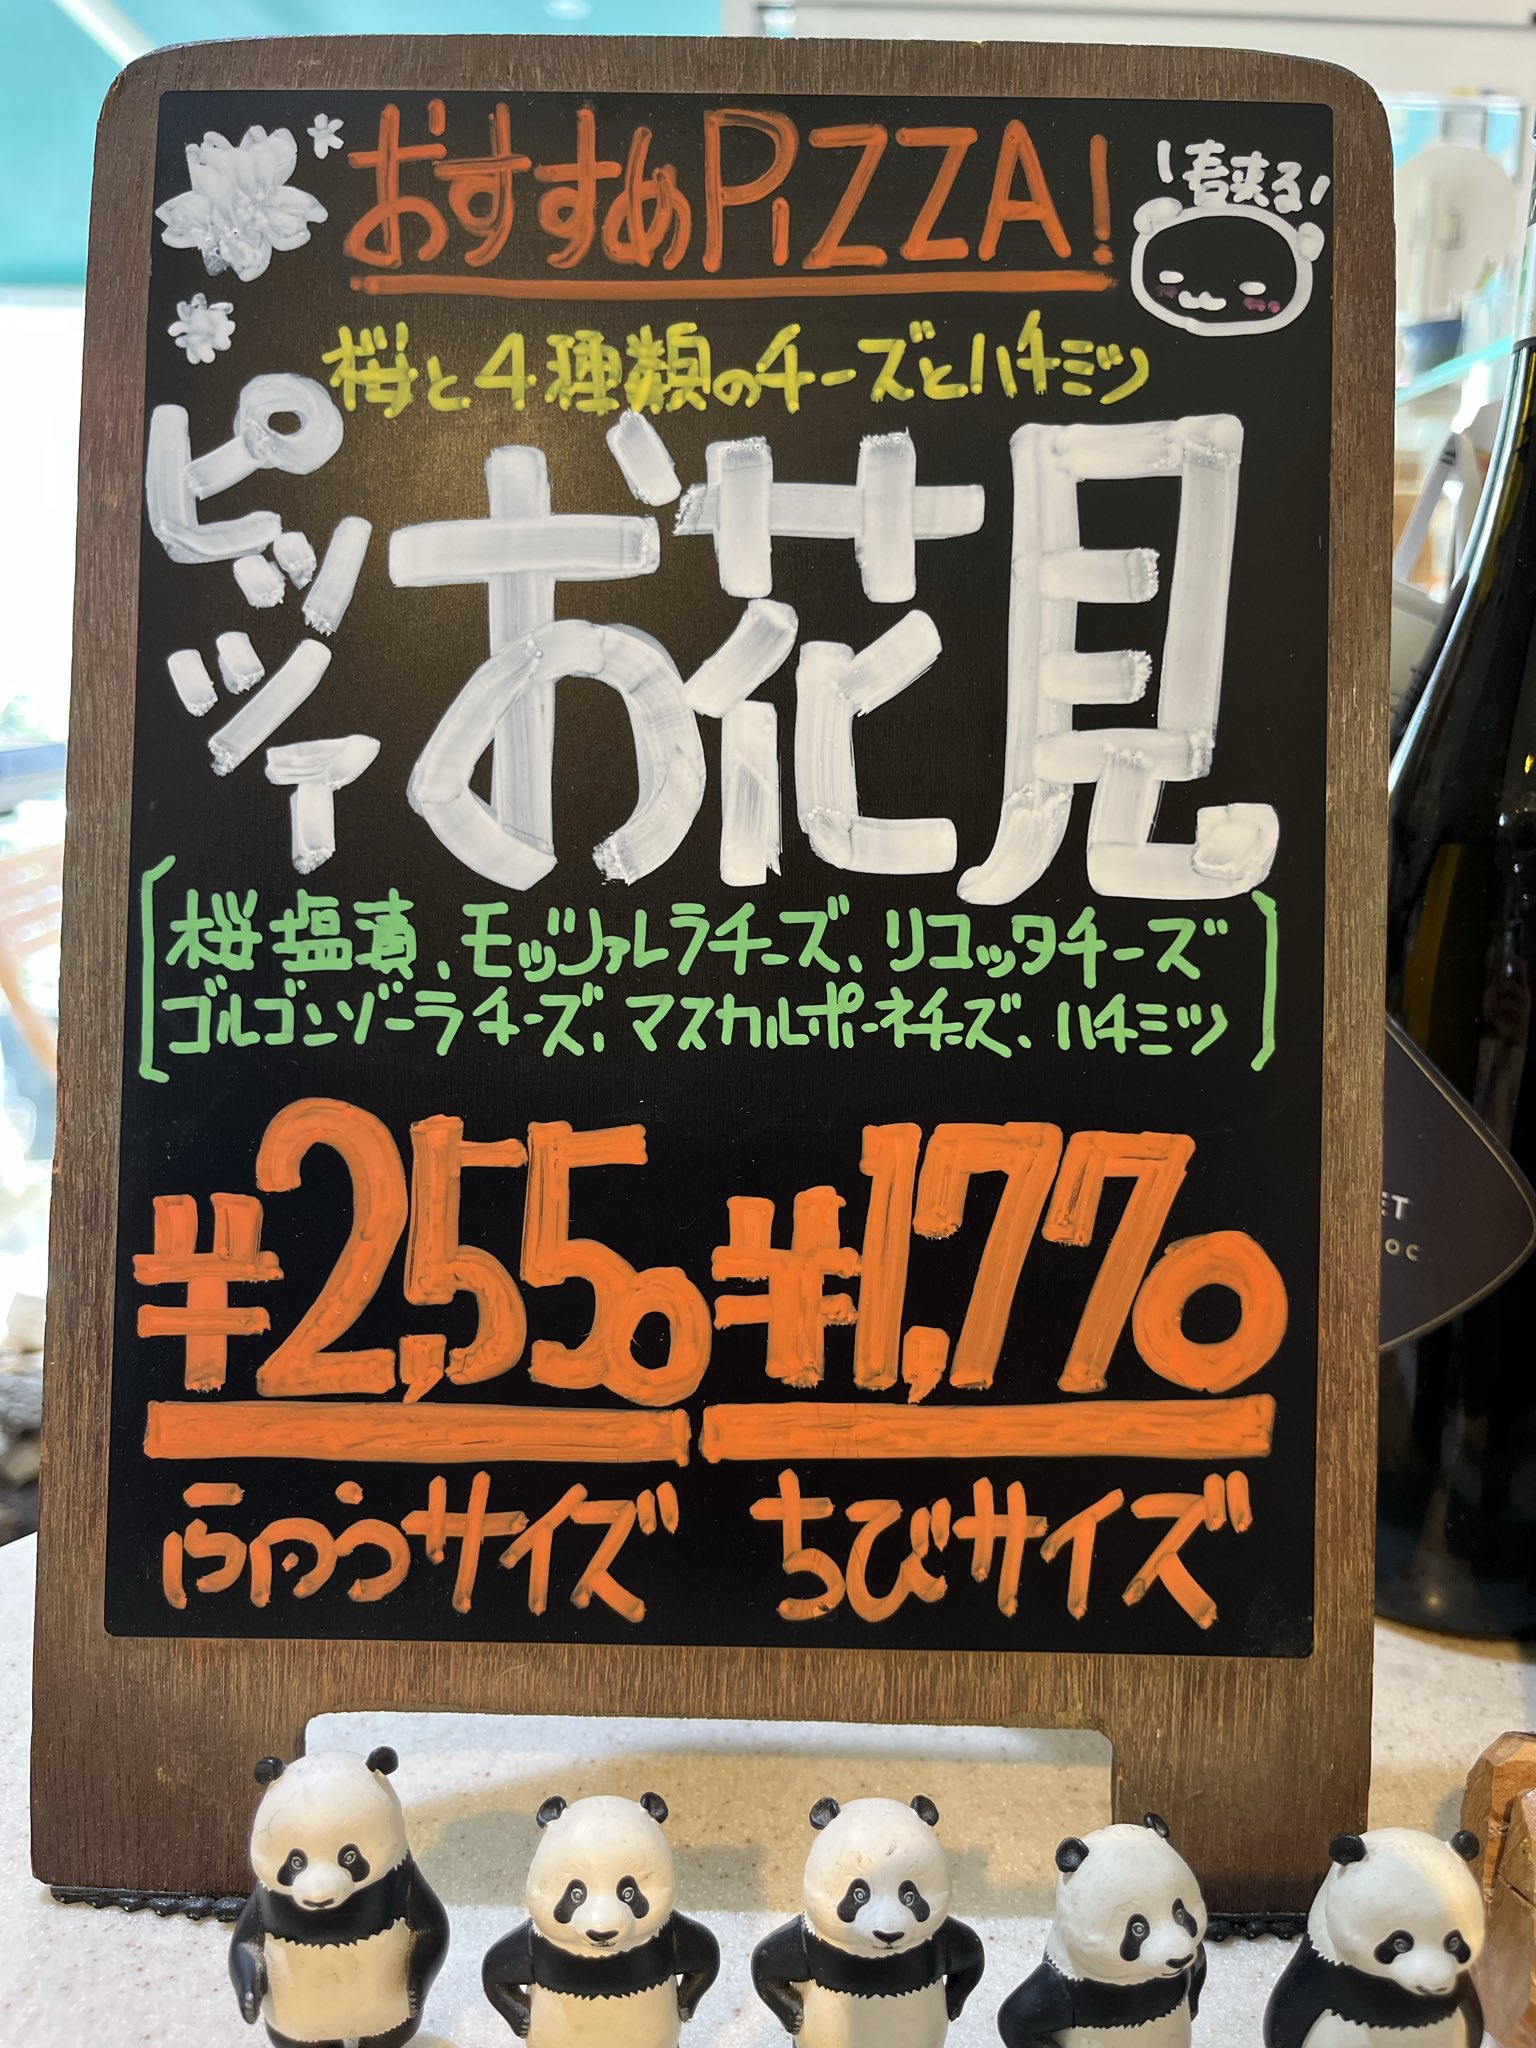 おすすめPiZZA!
春来る
桜と4種類のチーズとハチミツ
ピッツァ
お花見
桜塩漬、モッツァレラチーズ、リコッタチーズ
ゴルゴンゾーラチーズ、マスカルポーネチーズ、ハチミツ
¥2,550 ¥1,770
ふつうサイズ ちびサイズ